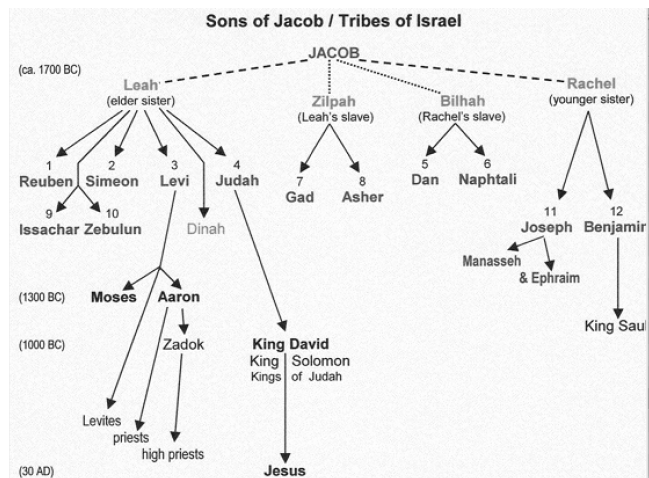 Sons of Jacob / Tribes of Israel
JACOB
(ca. 1700 BC)
Leah
(elder sister)
Zilpah
(Leah's slave)
Bilhah
(Rachel's slave)
Rachel
(younger sister)
1
Reuben
2
Simeon
3
Levi
4
Judah
7
Gad
8
Asher
5
Dan
6
Naphtali
9
Issachar
10
Zebulun
Dinah
11
Joseph
12
Benjamin
Manasseh
& Ephraim
(1300 BC)
Moses
Aaron
King Saul
(1000 BC)
Zadok
King David
King Solomon
Kings of Judah
Levites
priests
high priests
(30 AD)
Jesus